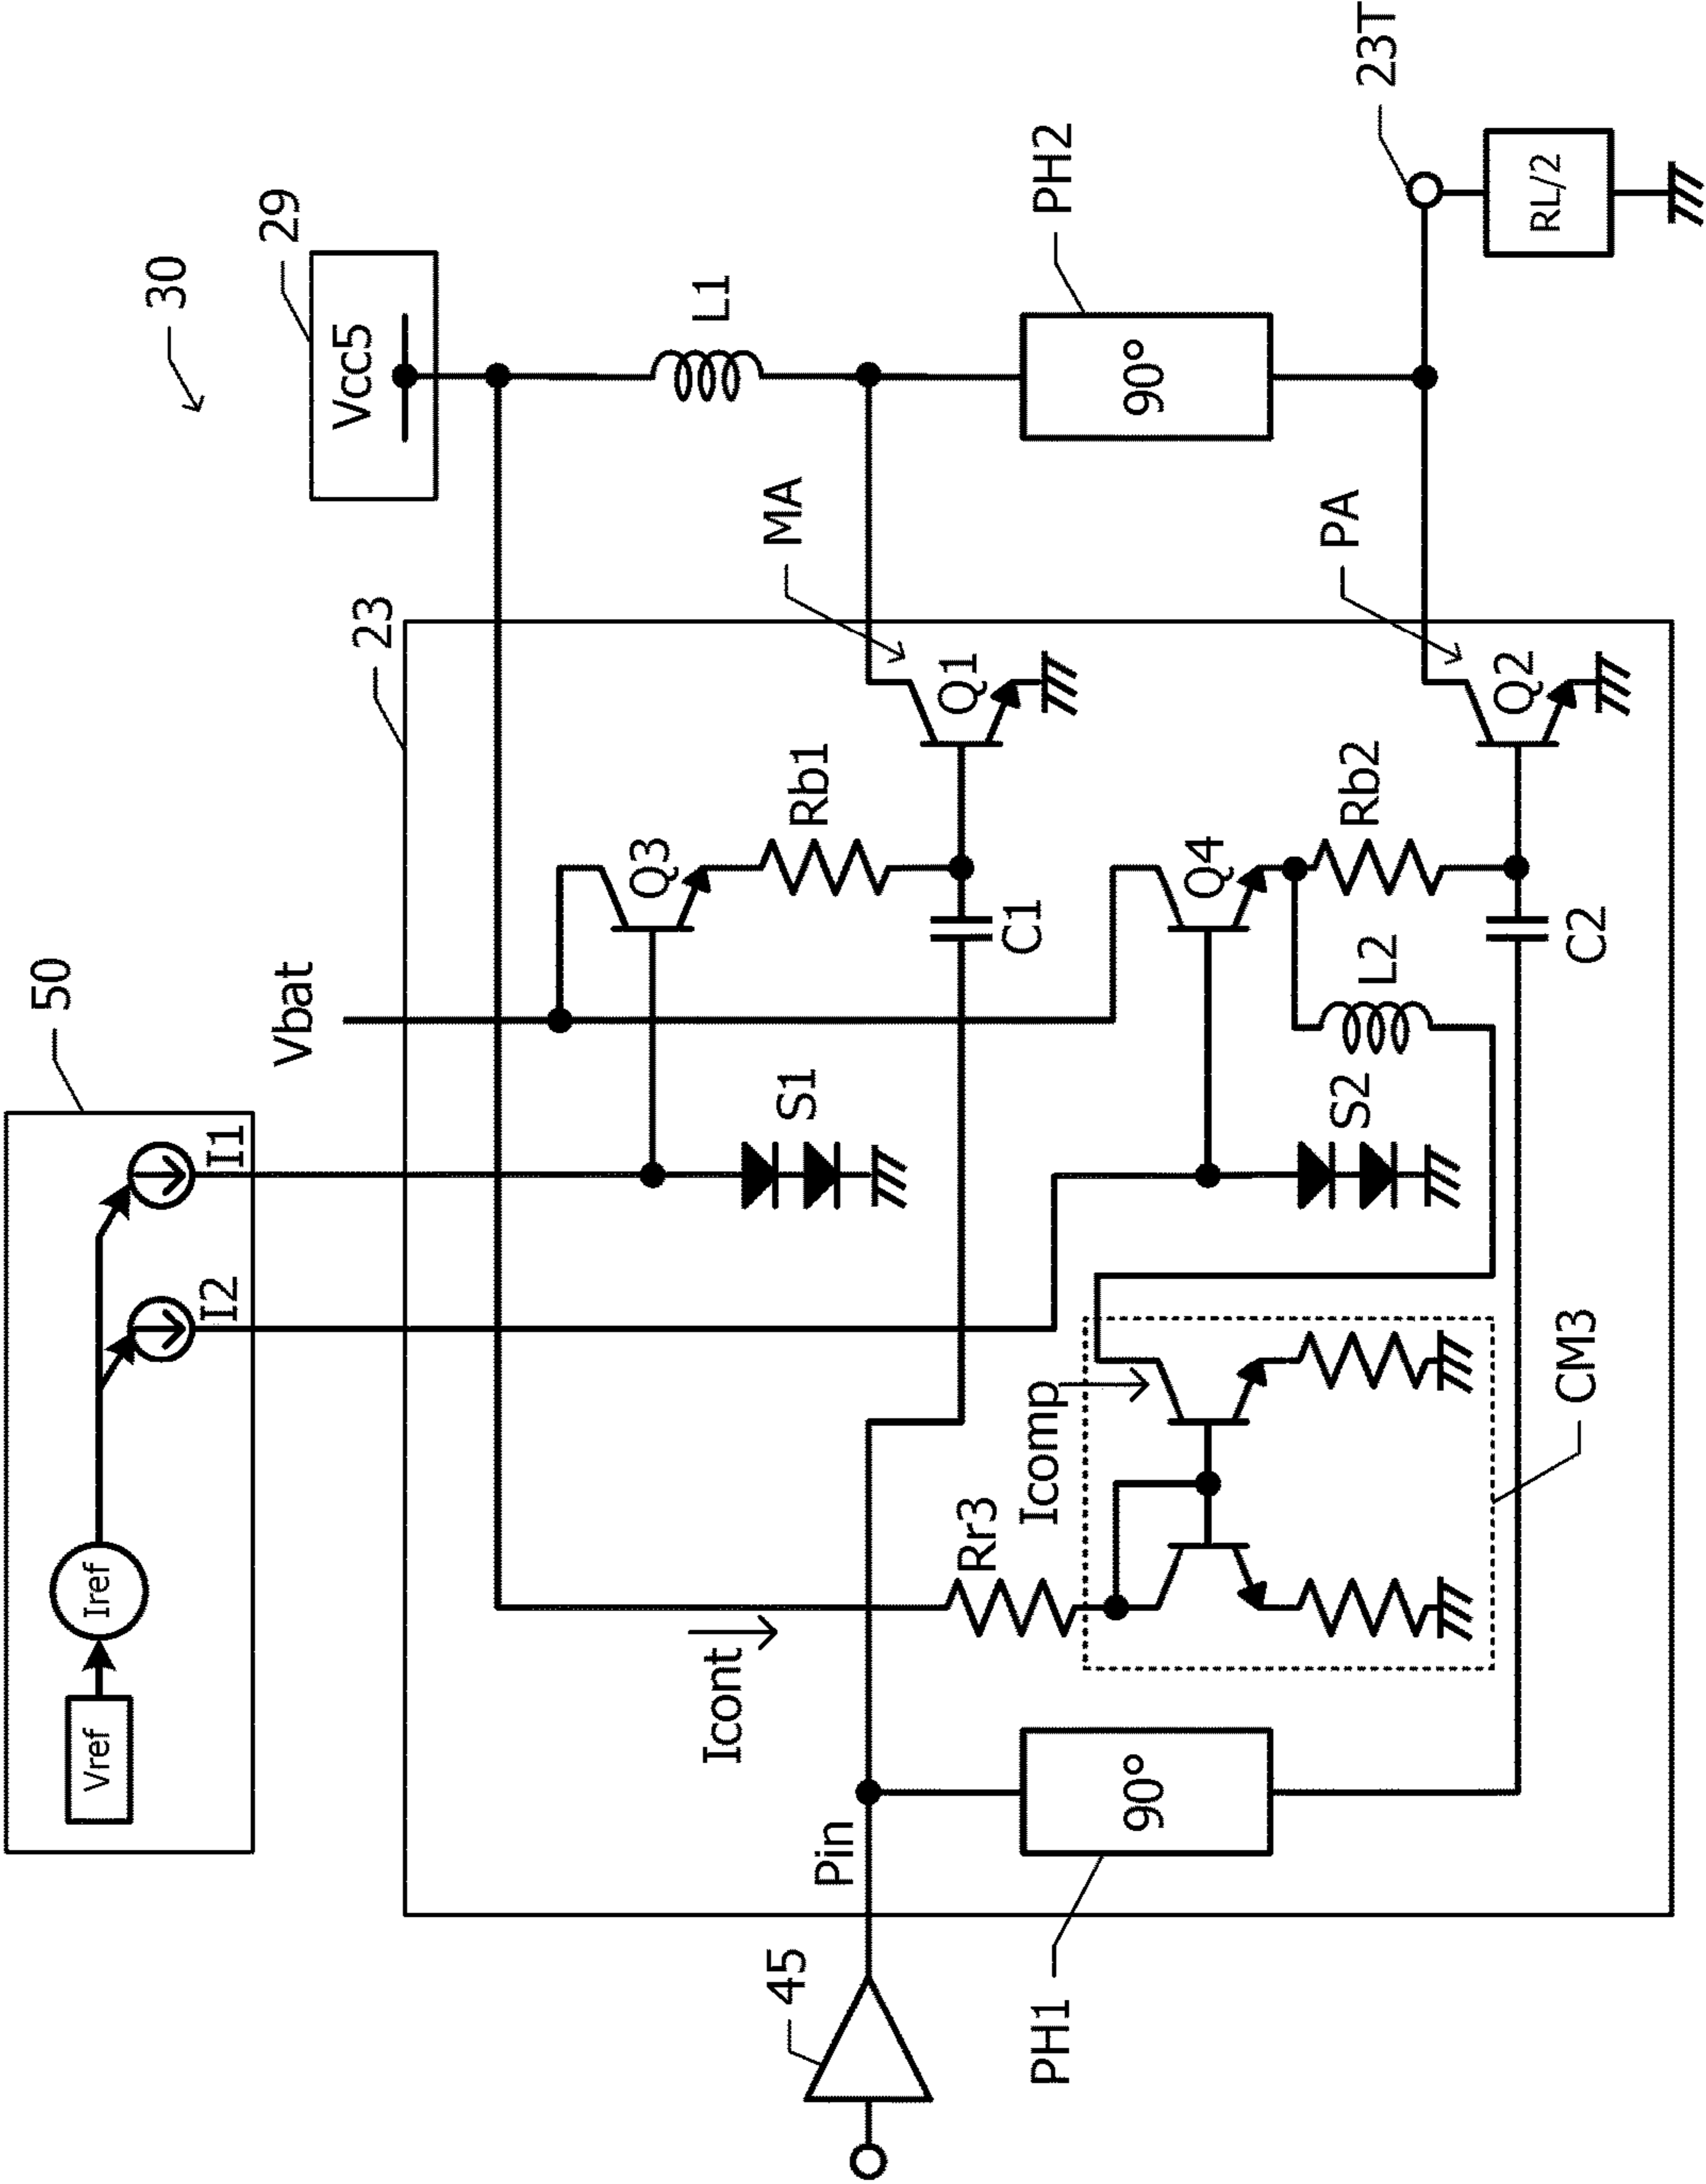 30
50
Vref
Iref
I2
I1
29
Vcc5
Vbat
23
L1
MA
Q3
Rb1
Q1
S1
C1
Icont
Pin
45
PH1
90°
Rr3
Icomp
CM3
Q4
Rb2
Q2
L2
S2
C2
PA
PH2
90°
23T
RL/2